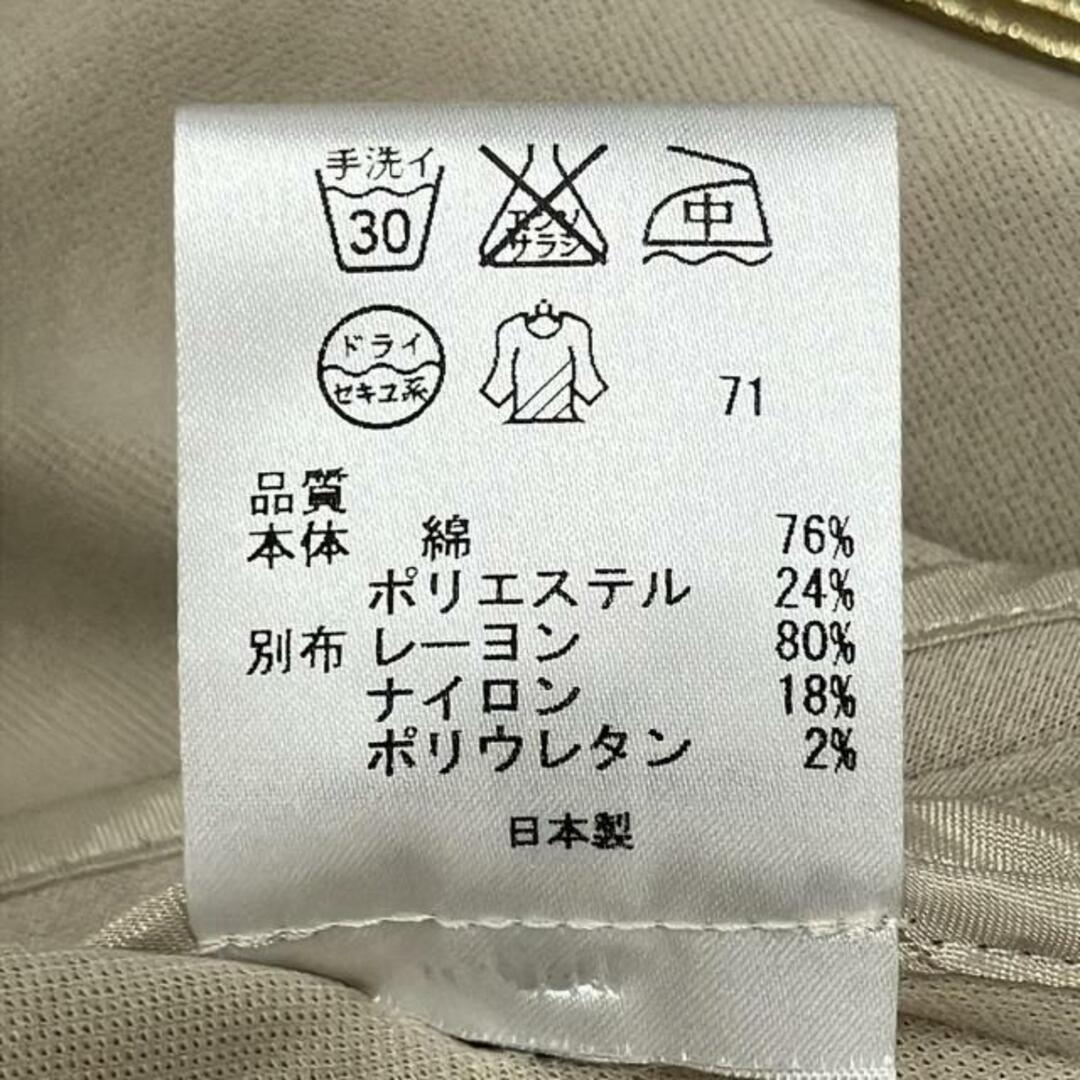 手洗イ
30
エンソ
サラシ
中
ドライ
セキユ系
71
品質
本体 綿 76%
ポリエステル 24%
別布 レーヨン 80%
ナイロン 18%
ポリウレタン 2%
日本製